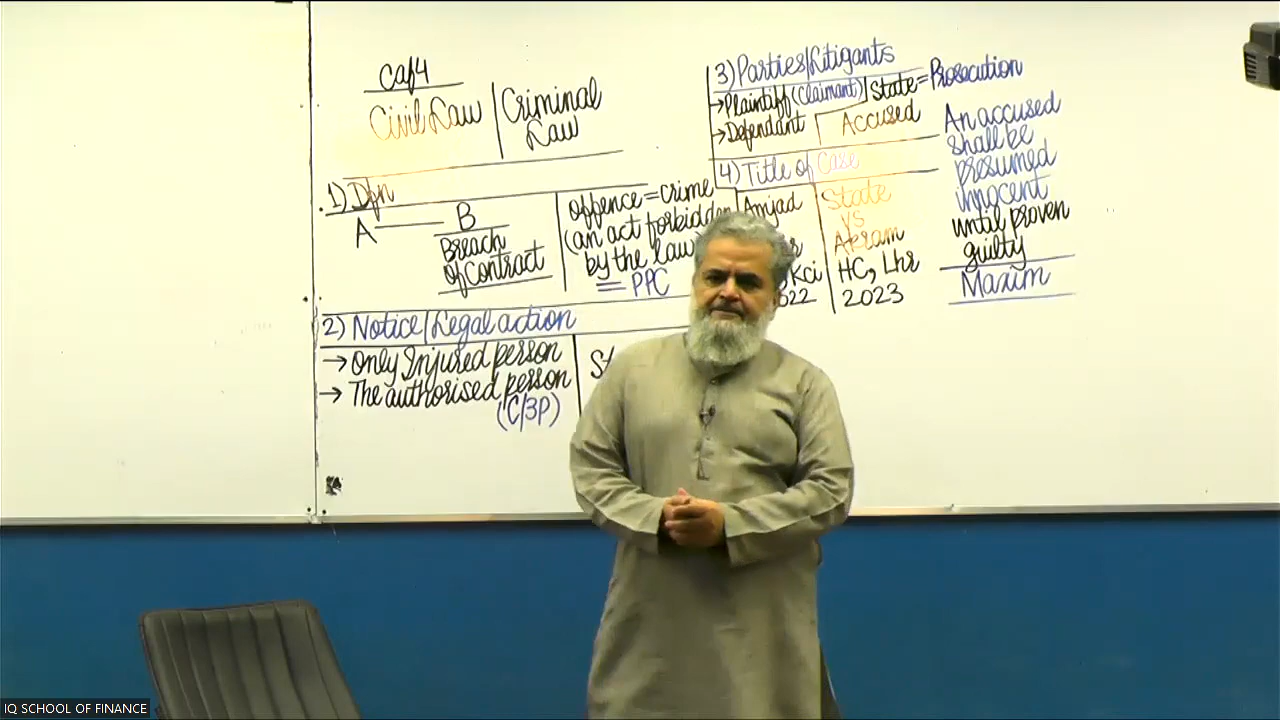 Caf4
Civil Law | Criminal Law
1) Dfn
A — B
Breach
of Contract
offence = crime
(an act forbidden
by the law)
= PPC
2) Notice/Legal action
→ Only Injured person
→ The authorised person
(C/3P)
3) Parties/Litigants
→ Plaintiff (Claimant)
→ Defendant
State = Prosecution
Accused
4) Title of Case
Amjad
Kci
State
vs
Akram
HC, Lhr
2023
An accused
shall be
presumed
innocent
until proven
guilty
Maxim
IQ SCHOOL OF FINANCE